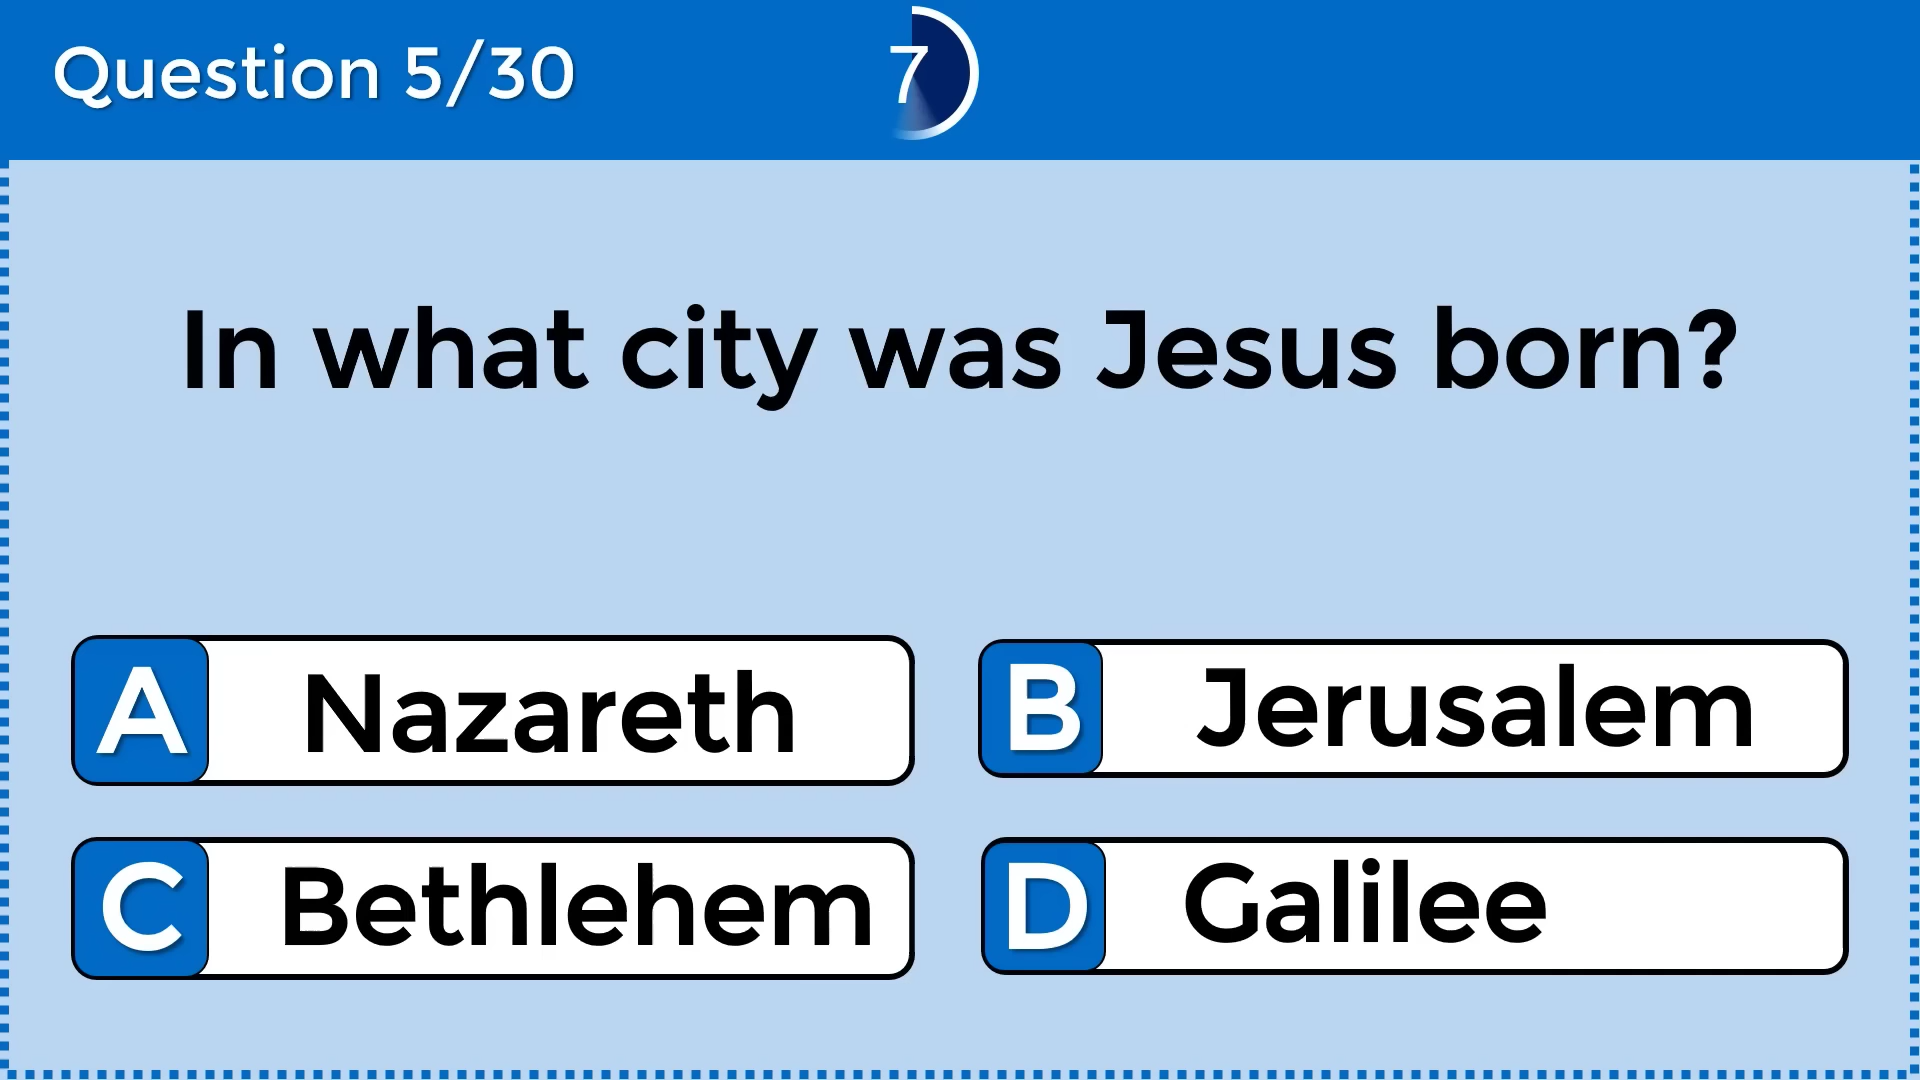 Question 5/30
7
In what city was Jesus born?
A Nazareth
B Jerusalem
C Bethlehem
D Galilee